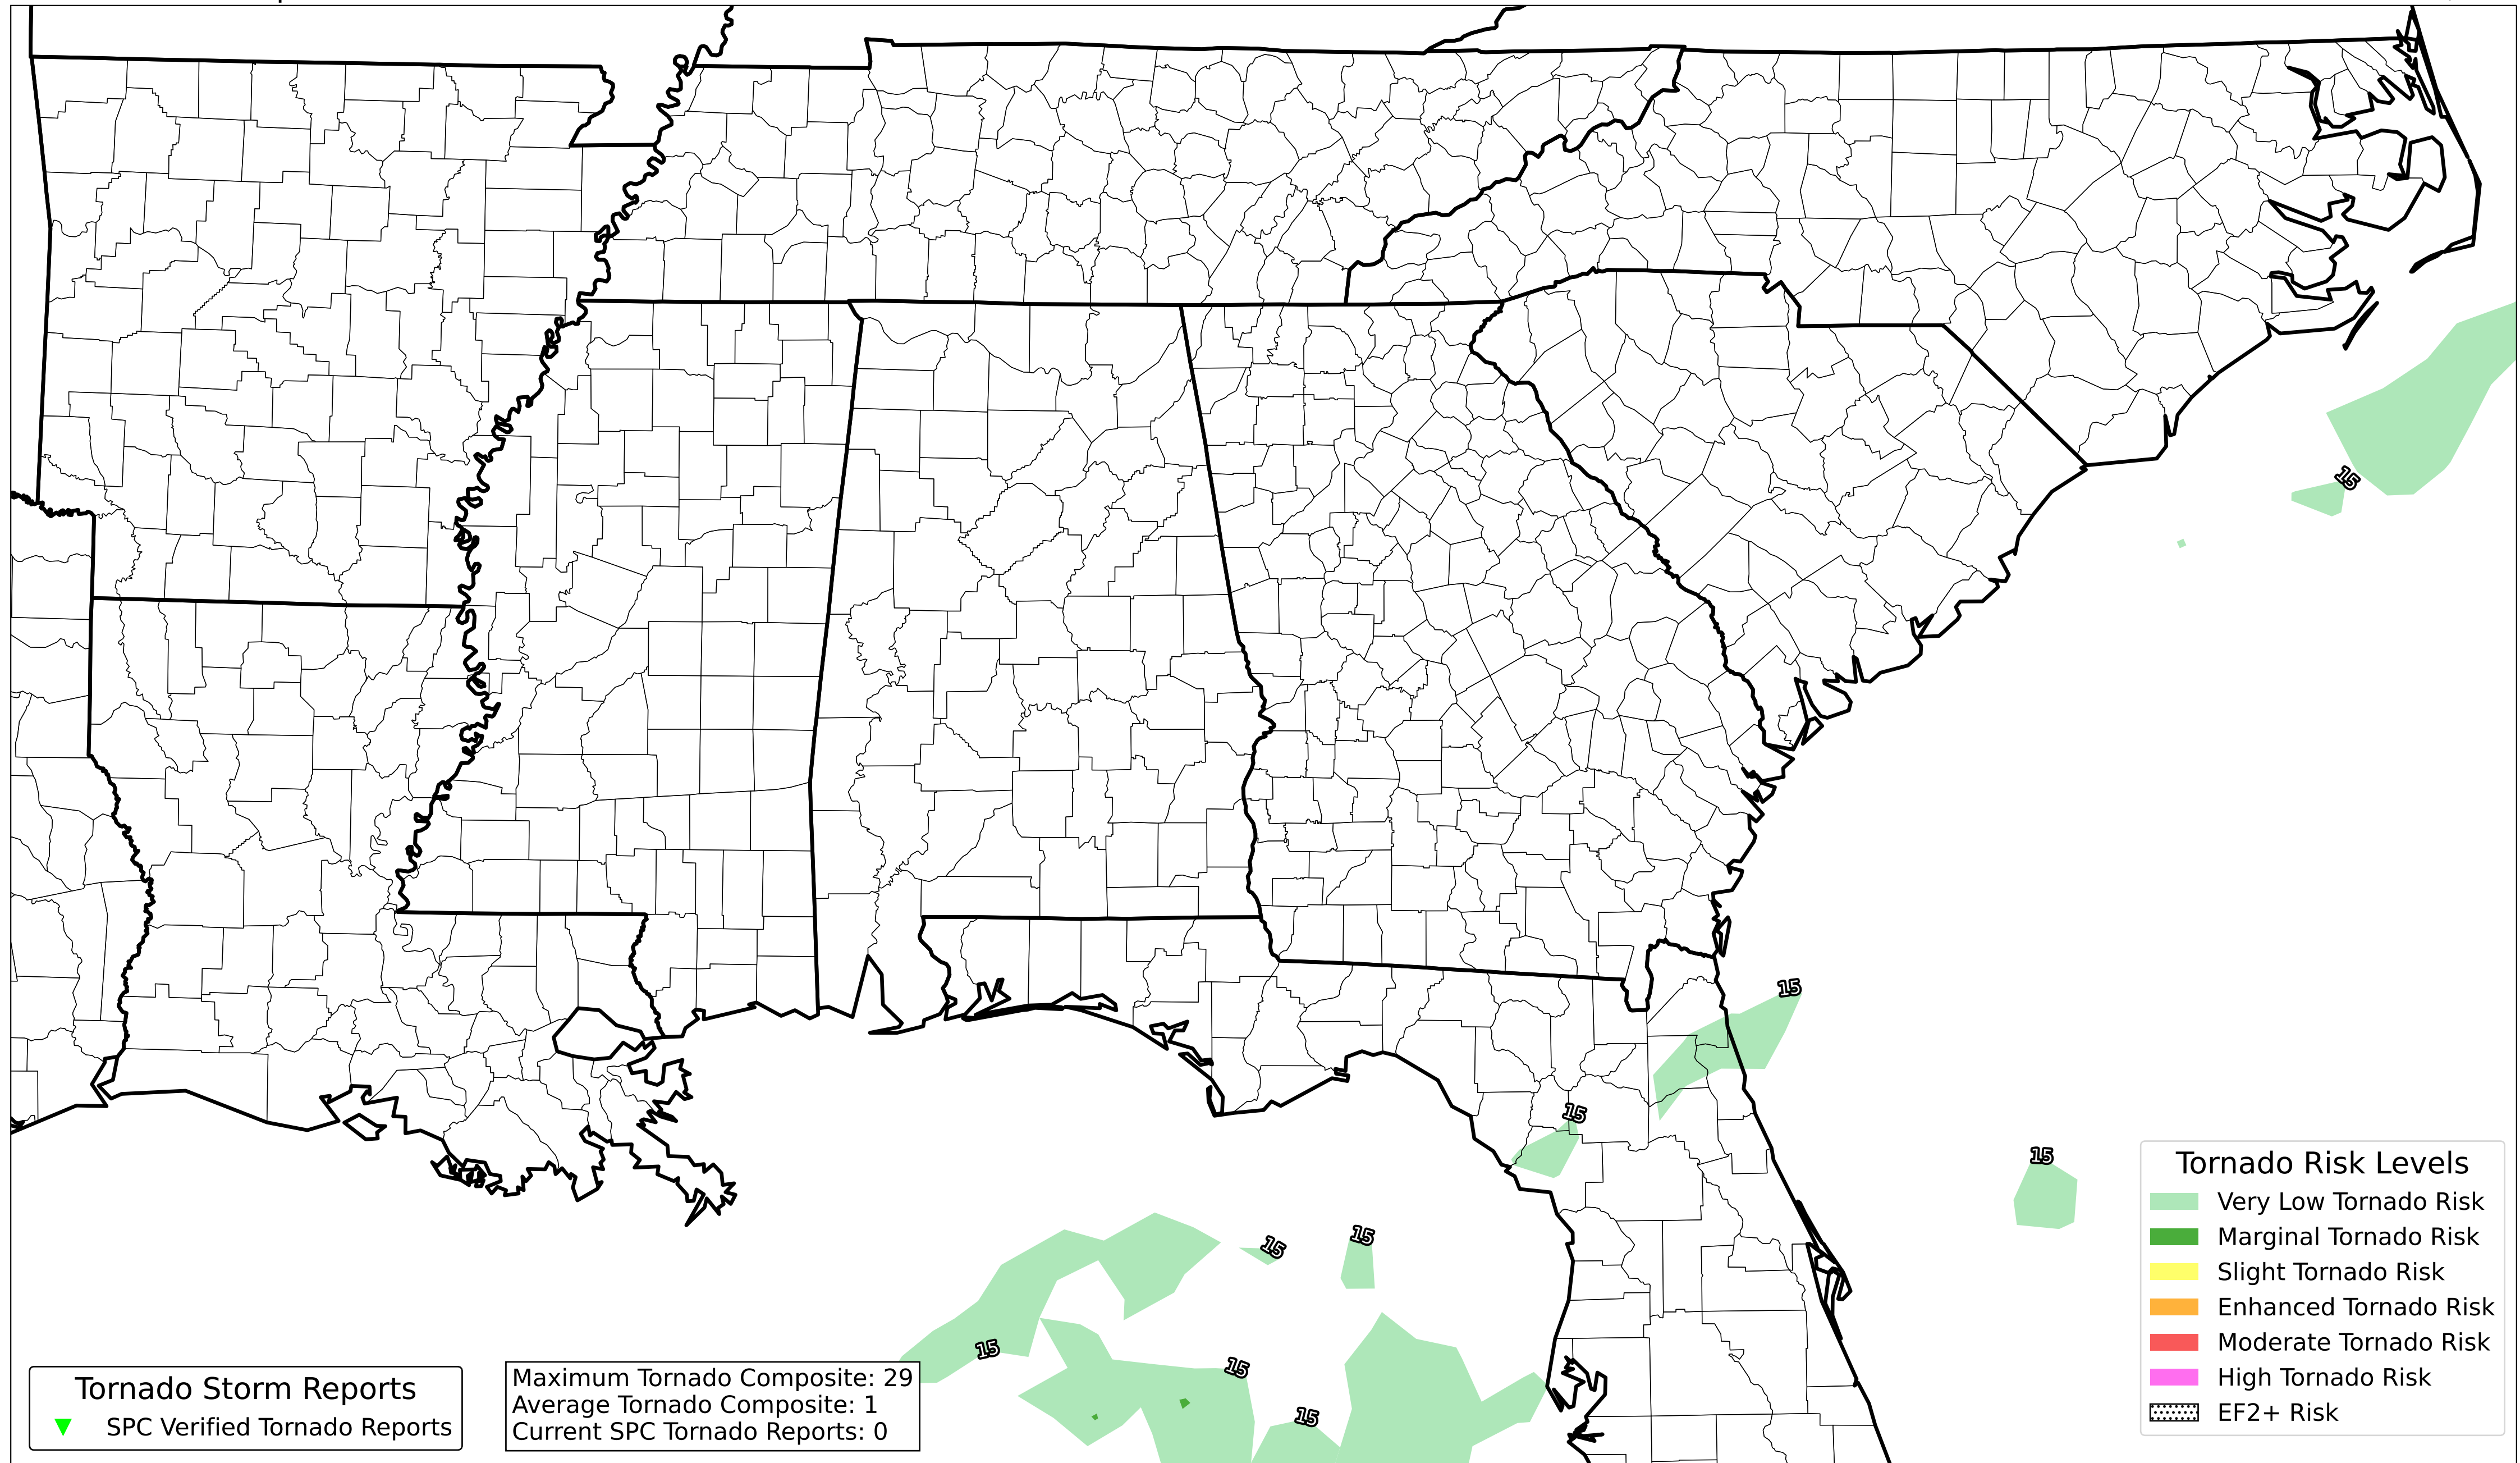 15
15
15
15
15
15
15
Tornado Risk Levels
Very Low Tornado Risk
Marginal Tornado Risk
Slight Tornado Risk
Enhanced Tornado Risk
Moderate Tornado Risk
High Tornado Risk
EF2+ Risk
15
15
15
Tornado Storm Reports
SPC Verified Tornado Reports
Maximum Tornado Composite: 29
Average Tornado Composite: 1
Current SPC Tornado Reports: 0